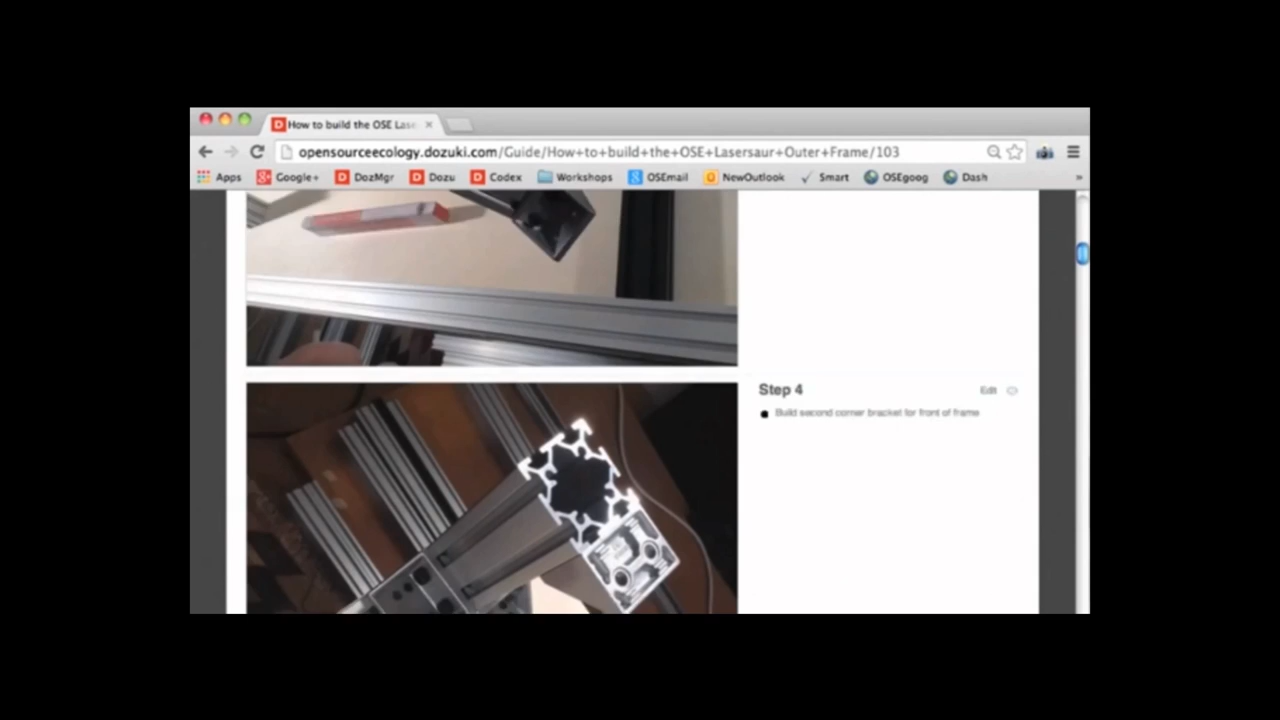 How to build the OSE Lase
opensourceecology.dozuki.com/Guide/How+to+build+the+OSE+Lasersaur+Outer+Frame/103
Apps Google+ DozMgr Dozu Codex Workshops OSEmail NewOutlook Smart OSEgoog Dash »
Step 4 Edit
Build second corner bracket for front of frame